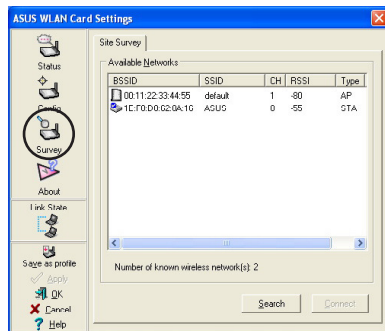 ASUS WLAN Card Settings
Status
Config
Survey
About
Link State
Save as profile
Apply
OK
Cancel
Help
Site Survey
Available Networks
BSSID SSID CH RSSI Type
00:11:22:33:44:55 default 1 -80 AP
1E:F0:D0:62:0A:16 ASUS 0 -55 STA
Number of known wireless network(s): 2
Search Connect